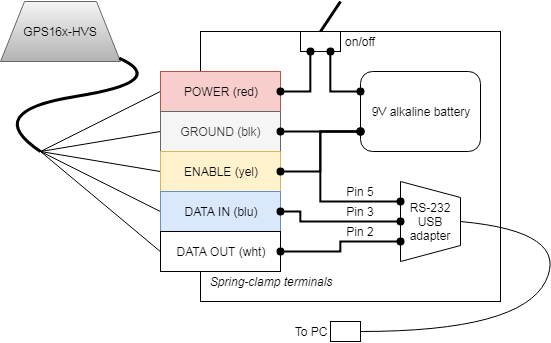 GPS16x-HVS
on/off
POWER (red)
9V alkaline battery
GROUND (blk)
ENABLE (yel)
Pin 5
DATA IN (blu)
Pin 3
RS-232
USB
adapter
Pin 2
DATA OUT (wht)
Spring-clamp terminals
To PC